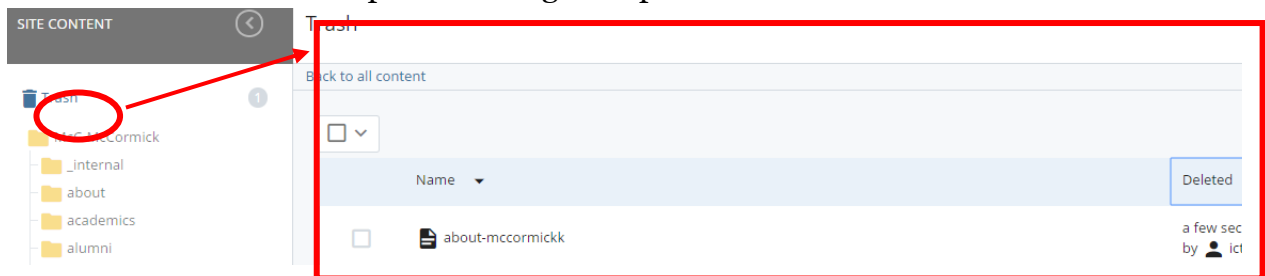 SITE CONTENT
Trash
Back to all content
Trash
1
McCormick
_internal
about
academics
alumni
Name
Deleted
about-mccormickk
a few sec
by